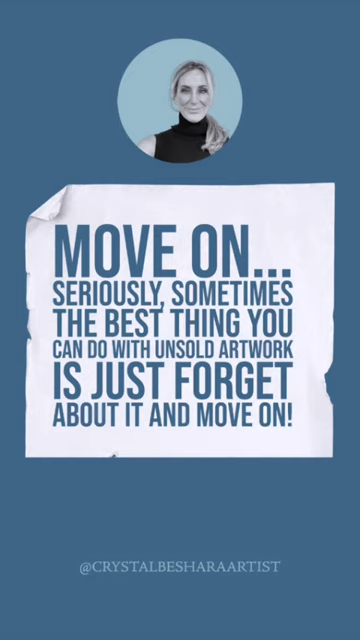 MOVE ON...
SERIOUSLY, SOMETIMES
THE BEST THING YOU
CAN DO WITH UNSOLD ARTWORK
IS JUST FORGET
ABOUT IT AND MOVE ON!
@CRYSTALBESHARAARTIST